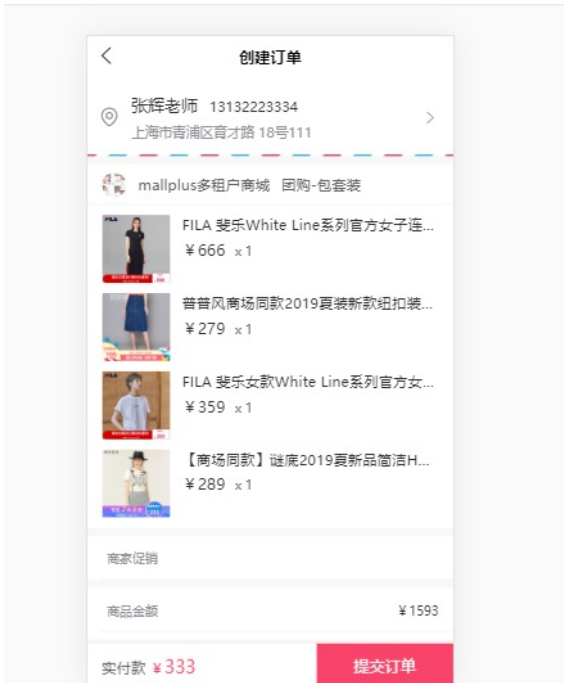 创建订单
张辉老师 13132223334
上海市青浦区育才路 18号111
mallplus多租户商城 团购-包套装
FILA
FILA 斐乐White Line系列官方女子连...
￥666 x 1
普普风商场同款2019夏装新款纽扣装...
￥279 x 1
FILA
FILA 斐乐女款White Line系列官方女...
￥359 x 1
【商场同款】谜底2019夏新品简洁H...
￥289 x 1
商家促销
商品金额 ￥1593
实付款 ￥333 提交订单